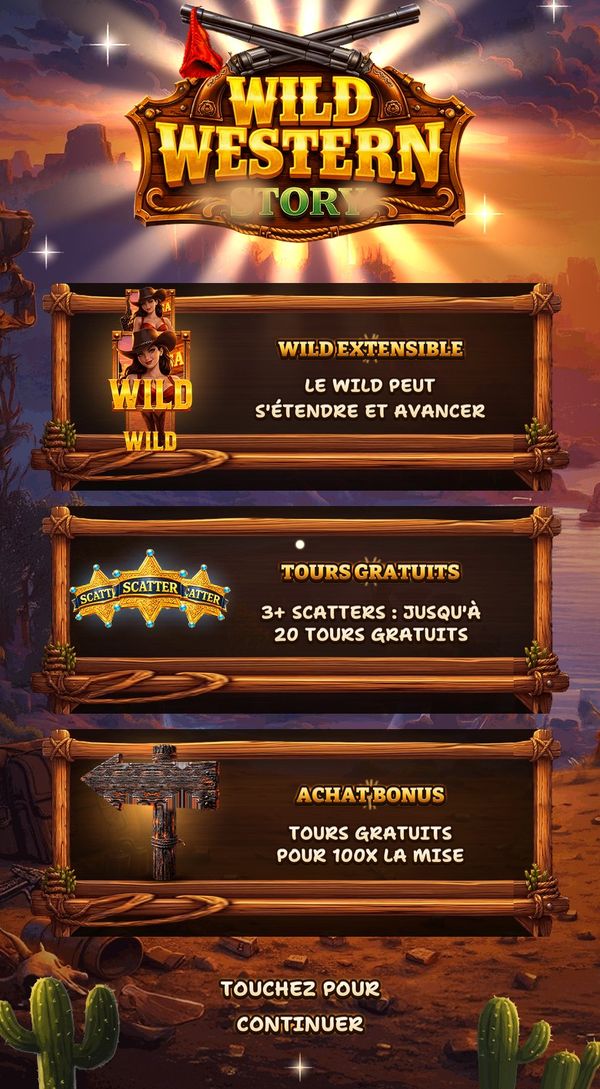 WILD
WESTERN
STORY
WILD
WILD
WILD EXTENSIBLE
LE WILD PEUT
S'ÉTENDRE ET AVANCER
SCATTER
TOURS GRATUITS
3+ SCATTERS : JUSQU'À
20 TOURS GRATUITS
ACHAT BONUS
TOURS GRATUITS
POUR 100X LA MISE
TOUCHEZ POUR
CONTINUER